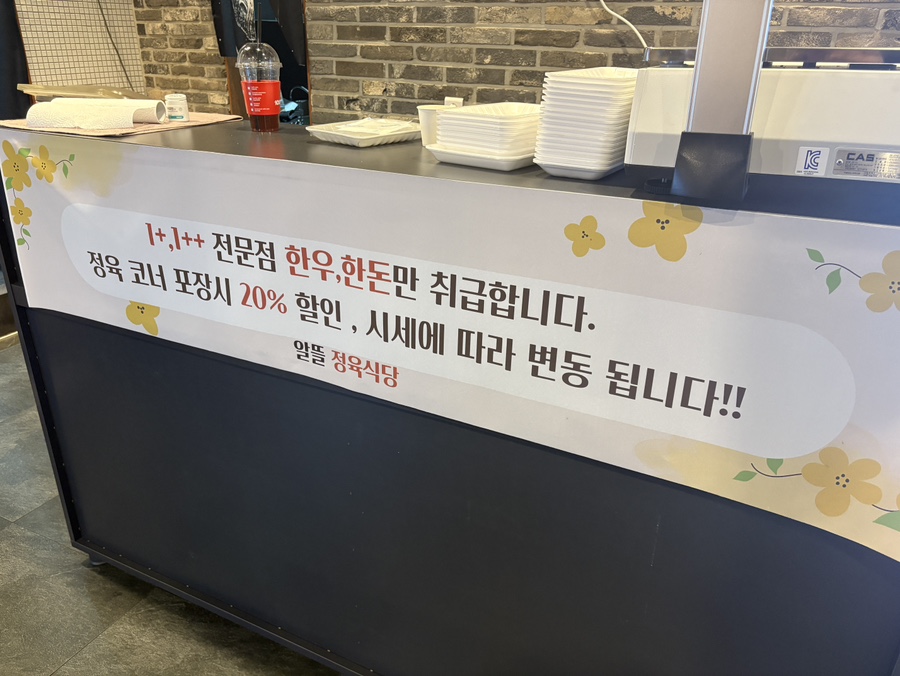 1+,1++ 전문점 한우,한돈만 취급합니다.
정육 코너 포장시 20% 할인 , 시세에 따라 변동 됩니다!!
알뜰 정육식당
CAS